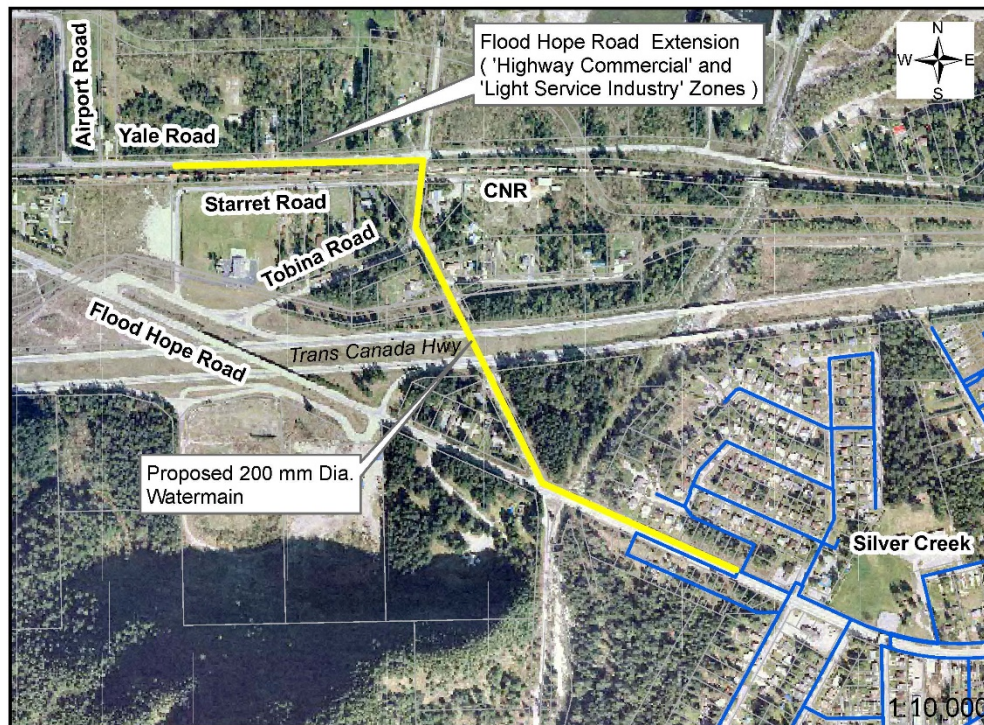 Flood Hope Road  Extension
( 'Highway Commercial' and
'Light Service Industry' Zones )
N
W E
S
Airport Road
Yale Road
Starret Road
CNR
Tobina Road
Flood Hope Road
Trans Canada Hwy
Proposed 200 mm Dia.
Watermain
Silver Creek
1:10,000